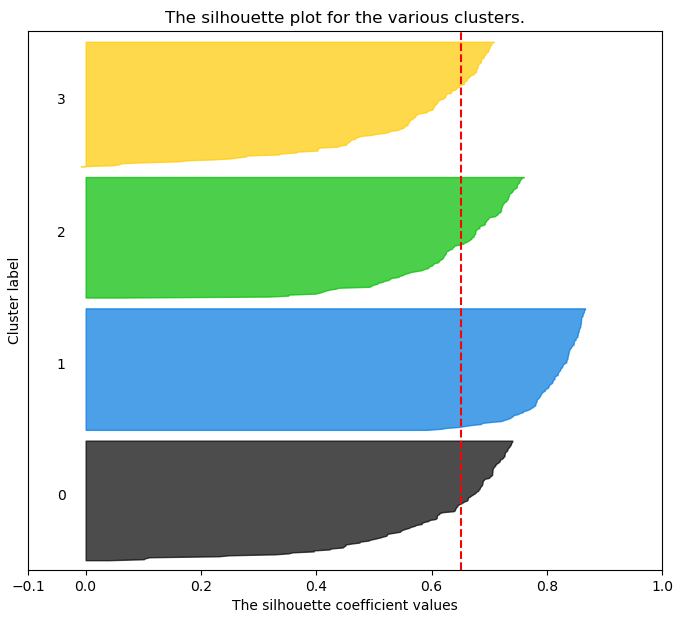 The silhouette plot for the various clusters.
3
2
1
0
Cluster label
−0.1 0.0 0.2 0.4 0.6 0.8 1.0
The silhouette coefficient values